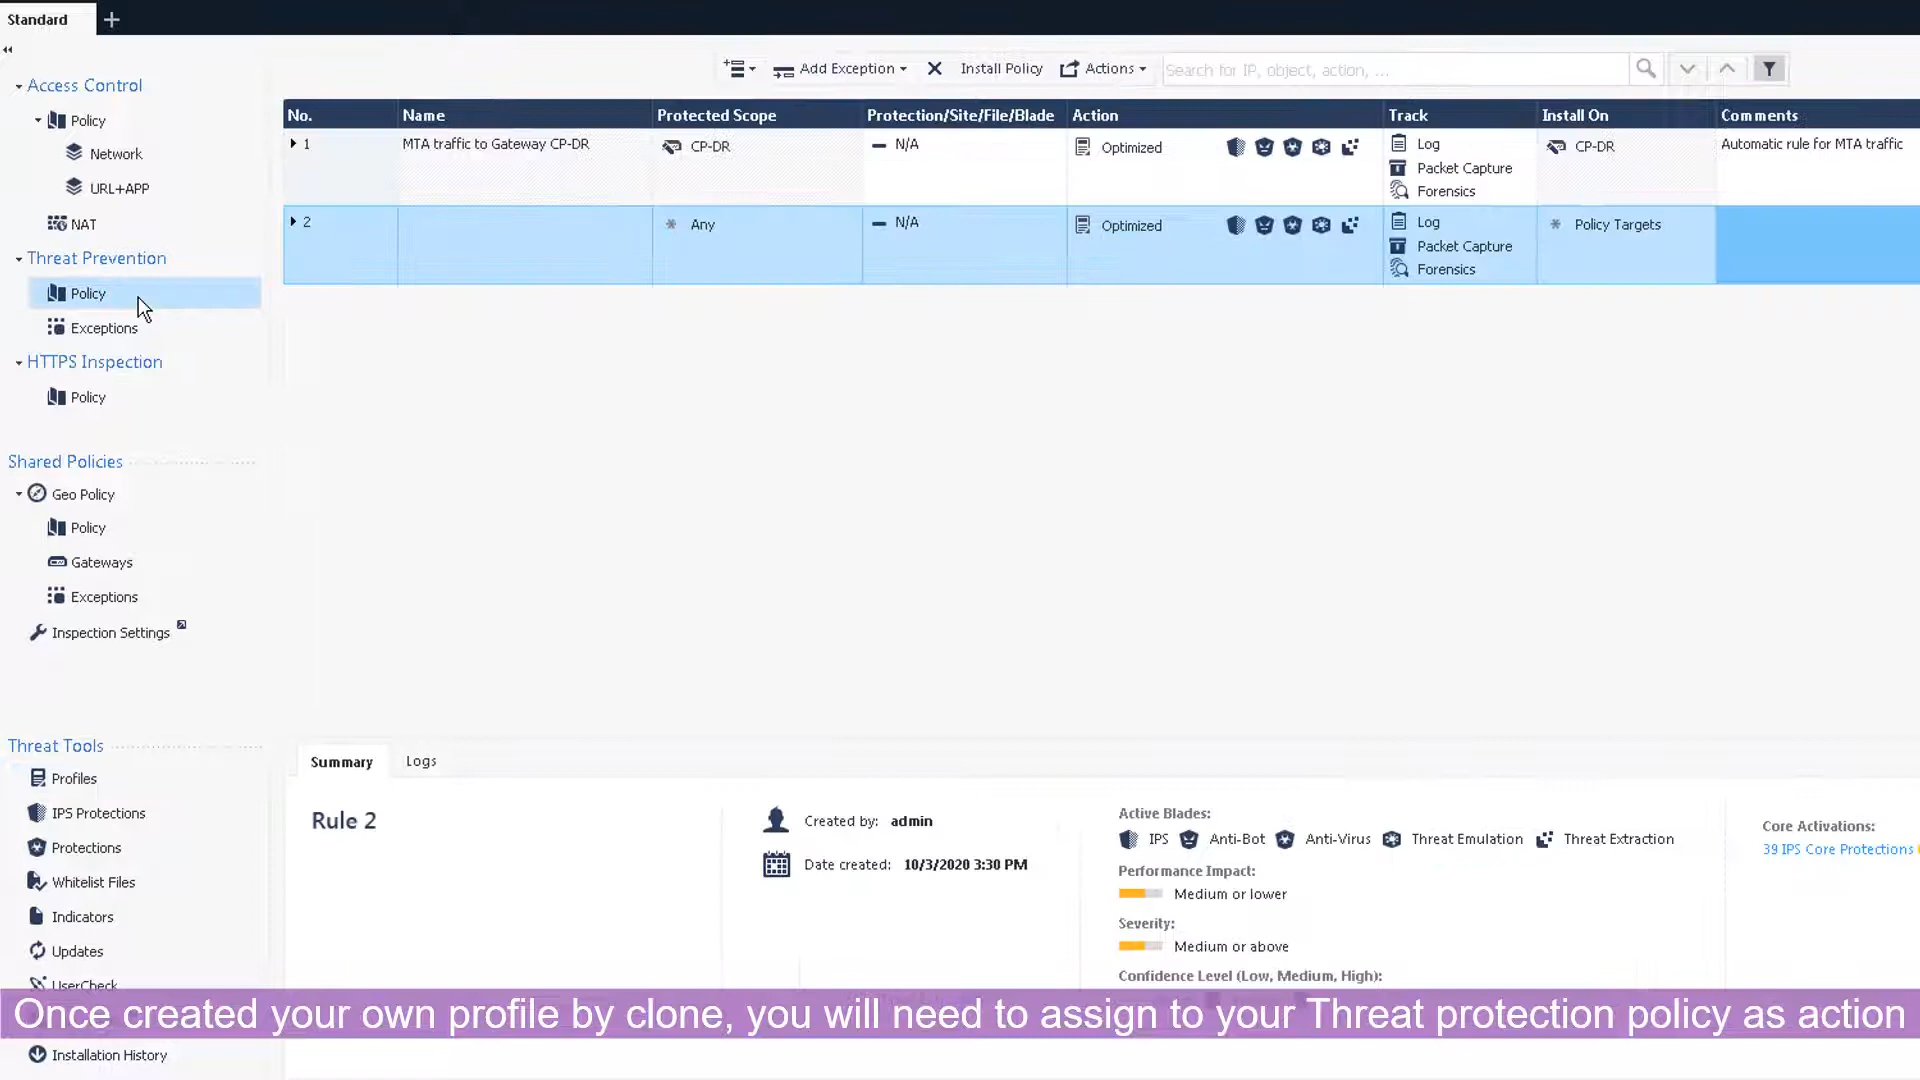 Standard
Access Control
Policy
Network
URL+APP
NAT
Threat Prevention
Policy
Exceptions
HTTPS Inspection
Policy
Shared Policies
Geo Policy
Policy
Gateways
Exceptions
Inspection Settings
Threat Tools
Profiles
IPS Protections
Protections
Whitelist Files
Indicators
Updates
UserCheck
Installation History
Add Exception
Install Policy
Actions
Search for IP, object, action, ...
No. Name Protected Scope Protection/Site/File/Blade Action Track Install On Comments
1 MTA traffic to Gateway CP-DR CP-DR N/A Optimized Log CP-DR Automatic rule for MTA traffic
Packet Capture
Forensics
2 Any N/A Optimized Log Policy Targets
Packet Capture
Forensics
Summary Logs
Rule 2
Created by: admin
Date created: 10/3/2020 3:30 PM
Active Blades:
IPS Anti-Bot Anti-Virus Threat Emulation Threat Extraction
Performance Impact:
Medium or lower
Severity:
Medium or above
Confidence Level (Low, Medium, High):
Core Activations:
39 IPS Core Protections
Once created your own profile by clone, you will need to assign to your Threat protection policy as action